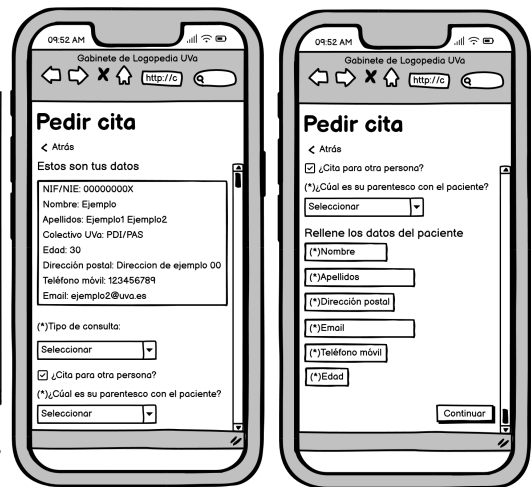 09:52 AM
Gabinete de Logopedia UVa
http://c
Pedir cita
Atrás
Estos son tus datos
NIF/NIE: 00000000X
Nombre: Ejemplo
Apellidos: Ejemplo1 Ejemplo2
Colectivo UVa: PDI/PAS
Edad: 30
Dirección postal: Direccion de ejemplo 00
Teléfono móvil: 123456789
Email: ejemplo2@uva.es
(*)Tipo de consulta:
Seleccionar
¿Cita para otra persona?
(*)¿Cúal es su parentesco con el paciente?
Seleccionar
09:52 AM
Gabinete de Logopedia UVa
http://c
Pedir cita
Atrás
¿Cita para otra persona?
(*)¿Cúal es su parentesco con el paciente?
Seleccionar
Rellene los datos del paciente
(*)Nombre
(*)Apellidos
(*)Dirección postal
(*)Email
(*)Teléfono móvil
(*)Edad
Continuar